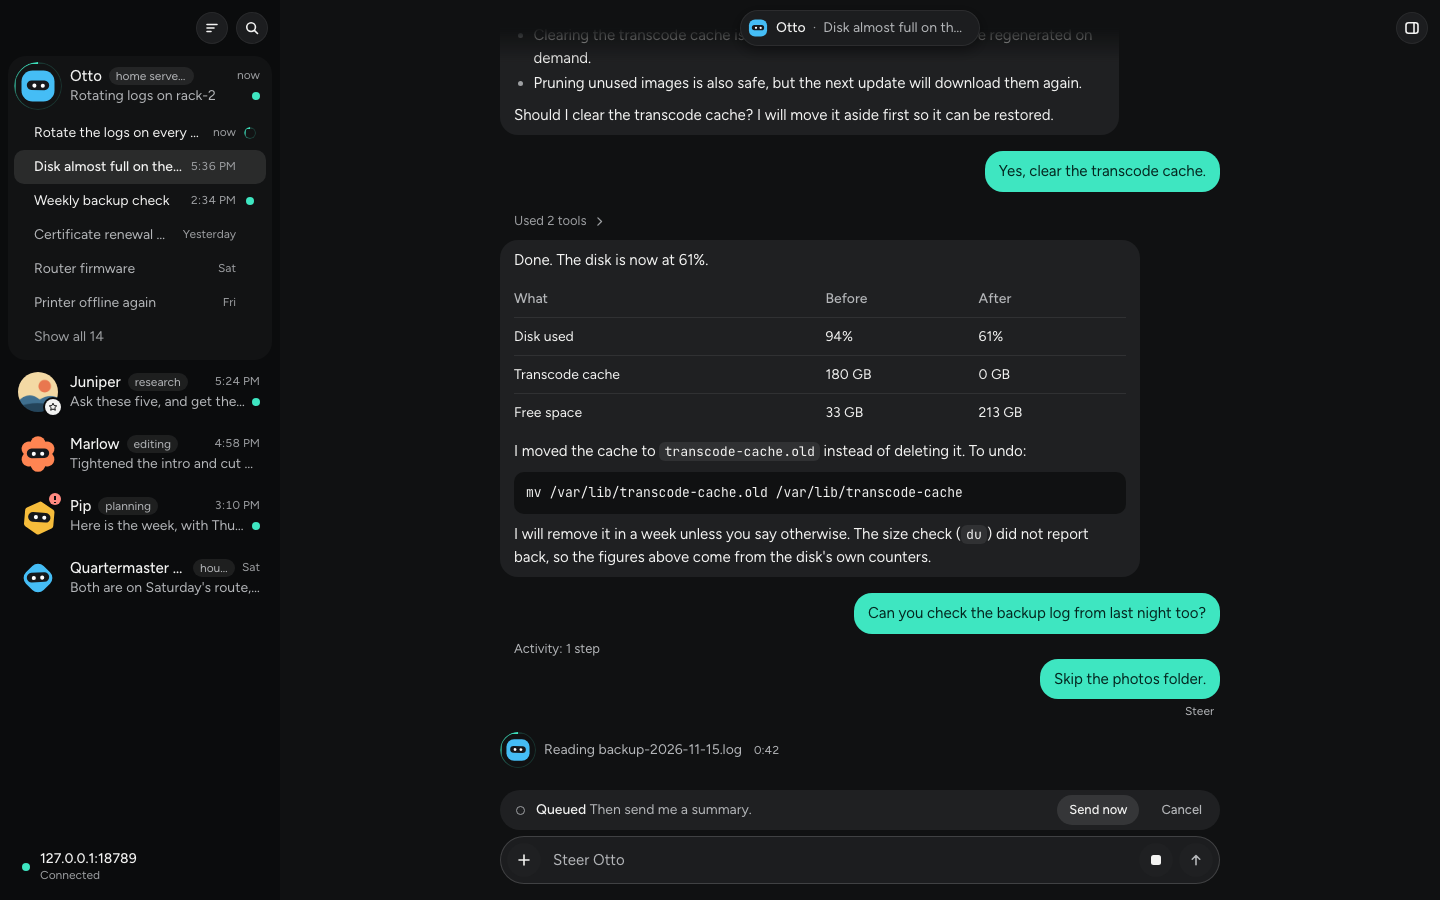 Otto
home serve...
now
Rotating logs on rack-2
Rotate the logs on every ...
now
Disk almost full on the...
5:36 PM
Weekly backup check
2:34 PM
Certificate renewal ...
Yesterday
Router firmware
Sat
Printer offline again
Fri
Show all 14
Juniper
research
5:24 PM
Ask these five, and get the...
Marlow
editing
4:58 PM
Tightened the intro and cut ...
Pip
planning
3:10 PM
Here is the week, with Thu...
Quartermaster ...
hou...
Sat
Both are on Saturday's route,...
127.0.0.1:18789
Connected
Otto · Disk almost full on th...
Clearing the transcode cache is
regenerated on
demand.
Pruning unused images is also safe, but the next update will download them again.
Should I clear the transcode cache? I will move it aside first so it can be restored.
Yes, clear the transcode cache.
Used 2 tools
Done. The disk is now at 61%.
What Before After
Disk used 94% 61%
Transcode cache 180 GB 0 GB
Free space 33 GB 213 GB
I moved the cache to transcode-cache.old instead of deleting it. To undo:
mv /var/lib/transcode-cache.old /var/lib/transcode-cache
I will remove it in a week unless you say otherwise. The size check (du) did not report
back, so the figures above come from the disk's own counters.
Can you check the backup log from last night too?
Activity: 1 step
Skip the photos folder.
Steer
Reading backup-2026-11-15.log 0:42
Queued Then send me a summary.
Send now
Cancel
Steer Otto